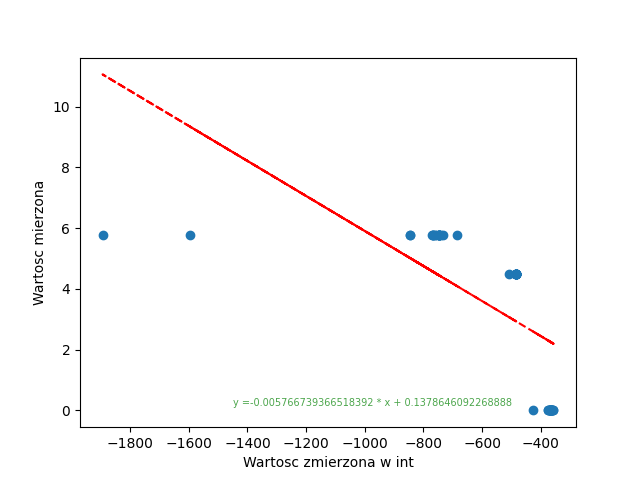 10
8
6
4
2
0
Wartosc mierzona
y =-0.005766739366518392 * x + 0.1378646092268888
−1800 −1600 −1400 −1200 −1000 −800 −600 −400
Wartosc zmierzona w int